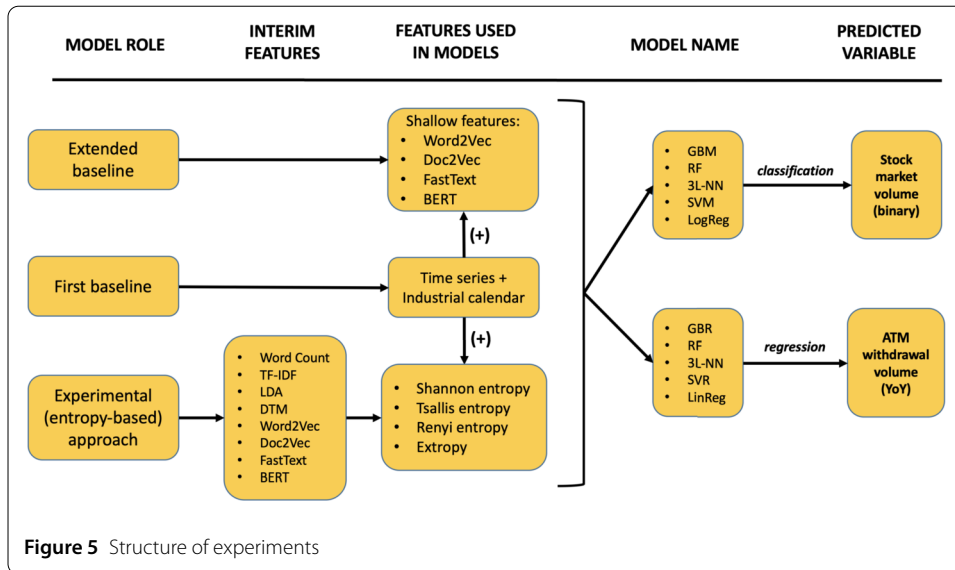 MODEL ROLE
INTERIM
FEATURES
FEATURES USED
IN MODELS
MODEL NAME
PREDICTED
VARIABLE
Extended
baseline
Shallow features:
• Word2Vec
• Doc2Vec
• FastText
• BERT
(+)
First baseline
Time series +
Industrial calendar
(+)
Experimental
(entropy-based)
approach
• Word Count
• TF-IDF
• LDA
• DTM
• Word2Vec
• Doc2Vec
• FastText
• BERT
• Shannon entropy
• Tsallis entropy
• Renyi entropy
• Extropy
• GBM
• RF
• 3L-NN
• SVM
• LogReg
classification
Stock
market
volume
(binary)
• GBR
• RF
• 3L-NN
• SVR
• LinReg
regression
ATM
withdrawal
volume
(YoY)
Figure 5 Structure of experiments